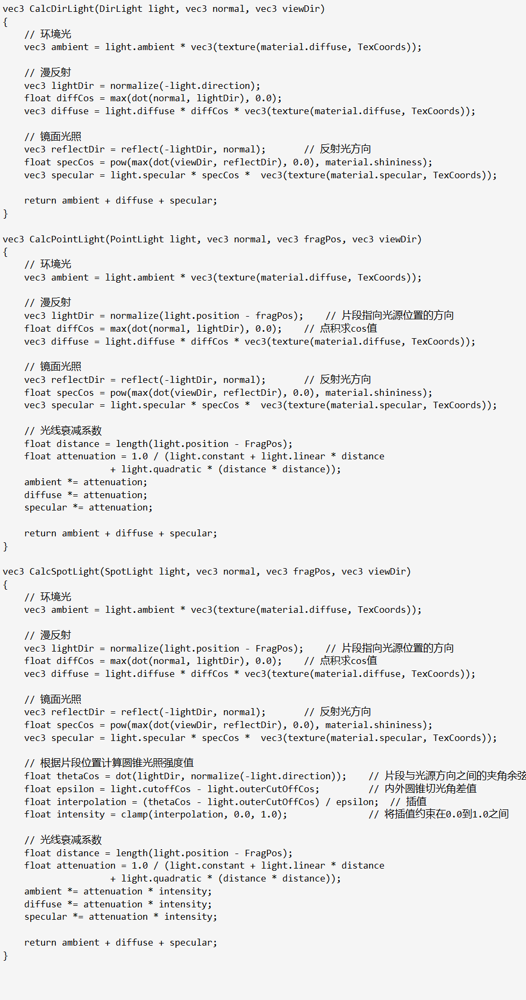 vec3 CalcDirLight(DirLight light, vec3 normal, vec3 viewDir)
{
    // 环境光
    vec3 ambient = light.ambient * vec3(texture(material.diffuse, TexCoords));

    // 漫反射
    vec3 lightDir = normalize(-light.direction);
    float diffCos = max(dot(normal, lightDir), 0.0);
    vec3 diffuse = light.diffuse * diffCos * vec3(texture(material.diffuse, TexCoords));

    // 镜面光照
    vec3 reflectDir = reflect(-lightDir, normal);       // 反射光方向
    float specCos = pow(max(dot(viewDir, reflectDir), 0.0), material.shininess);
    vec3 specular = light.specular * specCos *  vec3(texture(material.specular, TexCoords));

    return ambient + diffuse + specular;
}

vec3 CalcPointLight(PointLight light, vec3 normal, vec3 fragPos, vec3 viewDir)
{
    // 环境光
    vec3 ambient = light.ambient * vec3(texture(material.diffuse, TexCoords));

    // 漫反射
    vec3 lightDir = normalize(light.position - fragPos);    // 片段指向光源位置的方向
    float diffCos = max(dot(normal, lightDir), 0.0);    // 点积求cos值
    vec3 diffuse = light.diffuse * diffCos * vec3(texture(material.diffuse, TexCoords));

    // 镜面光照
    vec3 reflectDir = reflect(-lightDir, normal);       // 反射光方向
    float specCos = pow(max(dot(viewDir, reflectDir), 0.0), material.shininess);
    vec3 specular = light.specular * specCos *  vec3(texture(material.specular, TexCoords));

    // 光线衰减系数
    float distance = length(light.position - FragPos);
    float attenuation = 1.0 / (light.constant + light.linear * distance
                    + light.quadratic * (distance * distance));
    ambient *= attenuation;
    diffuse *= attenuation;
    specular *= attenuation;

    return ambient + diffuse + specular;
}

vec3 CalcSpotLight(SpotLight light, vec3 normal, vec3 fragPos, vec3 viewDir)
{
    // 环境光
    vec3 ambient = light.ambient * vec3(texture(material.diffuse, TexCoords));

    // 漫反射
    vec3 lightDir = normalize(light.position - FragPos);    // 片段指向光源位置的方向
    float diffCos = max(dot(normal, lightDir), 0.0);    // 点积求cos值
    vec3 diffuse = light.diffuse * diffCos * vec3(texture(material.diffuse, TexCoords));

    // 镜面光照
    vec3 reflectDir = reflect(-lightDir, normal);       // 反射光方向
    float specCos = pow(max(dot(viewDir, reflectDir), 0.0), material.shininess);
    vec3 specular = light.specular * specCos *  vec3(texture(material.specular, TexCoords));

    // 根据片段位置计算圆锥光照强度值
    float thetaCos = dot(lightDir, normalize(-light.direction));    // 片段与光源方向之间的夹角余弦
    float epsilon = light.cutoffCos - light.outerCutOffCos;         // 内外圆锥切光角差值
    float interpolation = (thetaCos - light.outerCutOffCos) / epsilon;  // 插值
    float intensity = clamp(interpolation, 0.0, 1.0);               // 将插值约束在0.0到1.0之间

    // 光线衰减系数
    float distance = length(light.position - FragPos);
    float attenuation = 1.0 / (light.constant + light.linear * distance
                    + light.quadratic * (distance * distance));
    ambient *= attenuation * intensity;
    diffuse *= attenuation * intensity;
    specular *= attenuation * intensity;

    return ambient + diffuse + specular;
}